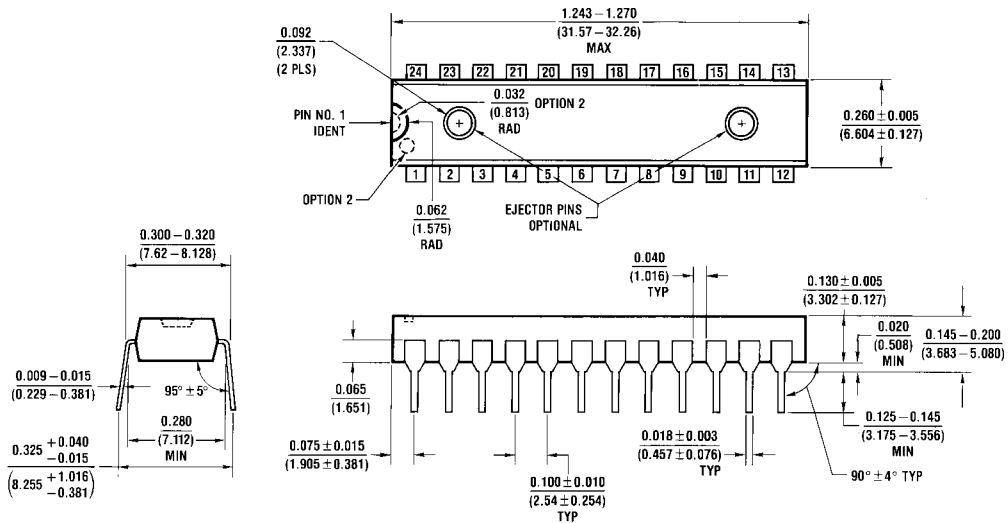 1.243 – 1.270
(31.57 – 32.26)
MAX
0.092
(2.337)
(2 PLS)
24 23 22 21 20 19 18 17 16 15 14 13
0.032
(0.813)
RAD
OPTION 2
PIN NO. 1
IDENT
0.260 ± 0.005
(6.604 ± 0.127)
1 2 3 4 5 6 7 8 9 10 11 12
OPTION 2
0.062
(1.575)
RAD
EJECTOR PINS
OPTIONAL
0.300 – 0.320
(7.62 – 8.128)
0.040
(1.016)
TYP
0.130 ± 0.005
(3.302 ± 0.127)
0.020
(0.508)
MIN
0.145 – 0.200
(3.683 – 5.080)
0.009 – 0.015
(0.229 – 0.381)
95° ± 5°
0.280
(7.112)
MIN
0.325 +0.040
–0.015
(8.255 +1.016
–0.381)
0.065
(1.651)
0.075 ± 0.015
(1.905 ± 0.381)
0.100 ± 0.010
(2.54 ± 0.254)
TYP
0.018 ± 0.003
(0.457 ± 0.076)
TYP
0.125 – 0.145
(3.175 – 3.556)
MIN
90° ± 4° TYP